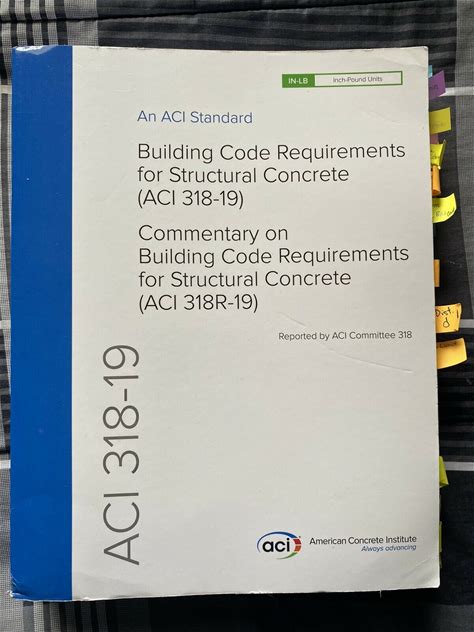 IN-LB Inch-Pound Units
An ACI Standard
Building Code Requirements
for Structural Concrete
(ACI 318-19)
Commentary on
Building Code Requirements
for Structural Concrete
(ACI 318R-19)
Reported by ACI Committee 318
ACI 318-19
aci American Concrete Institute
Always advancing
d